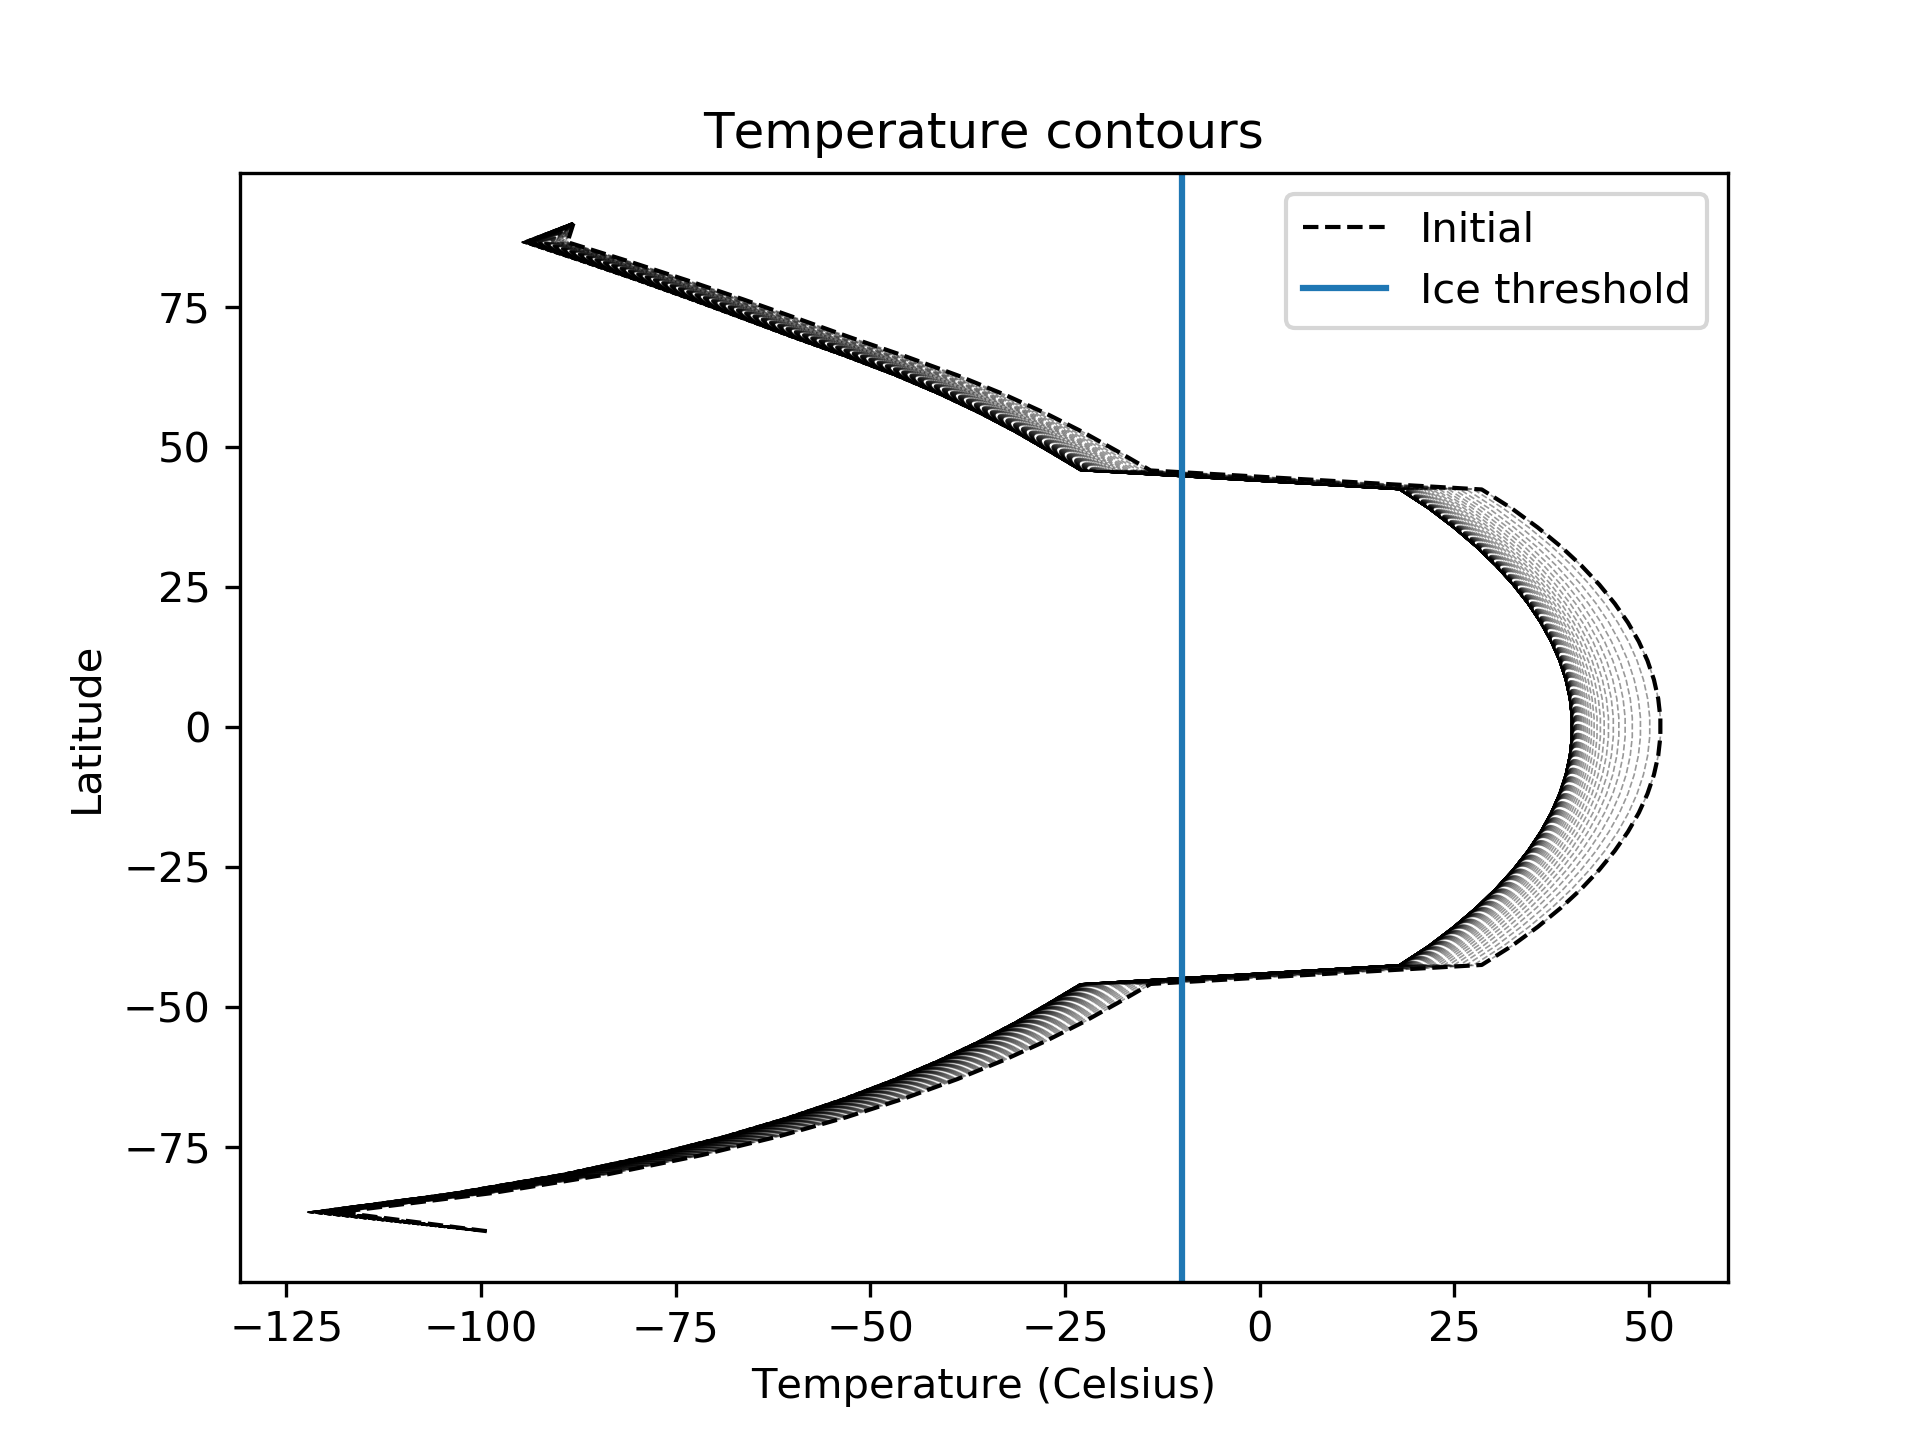 Temperature contours
Initial
Ice threshold
75
50
25
0
−25
−50
−75
Latitude
−125 −100 −75 −50 −25 0 25 50
Temperature (Celsius)